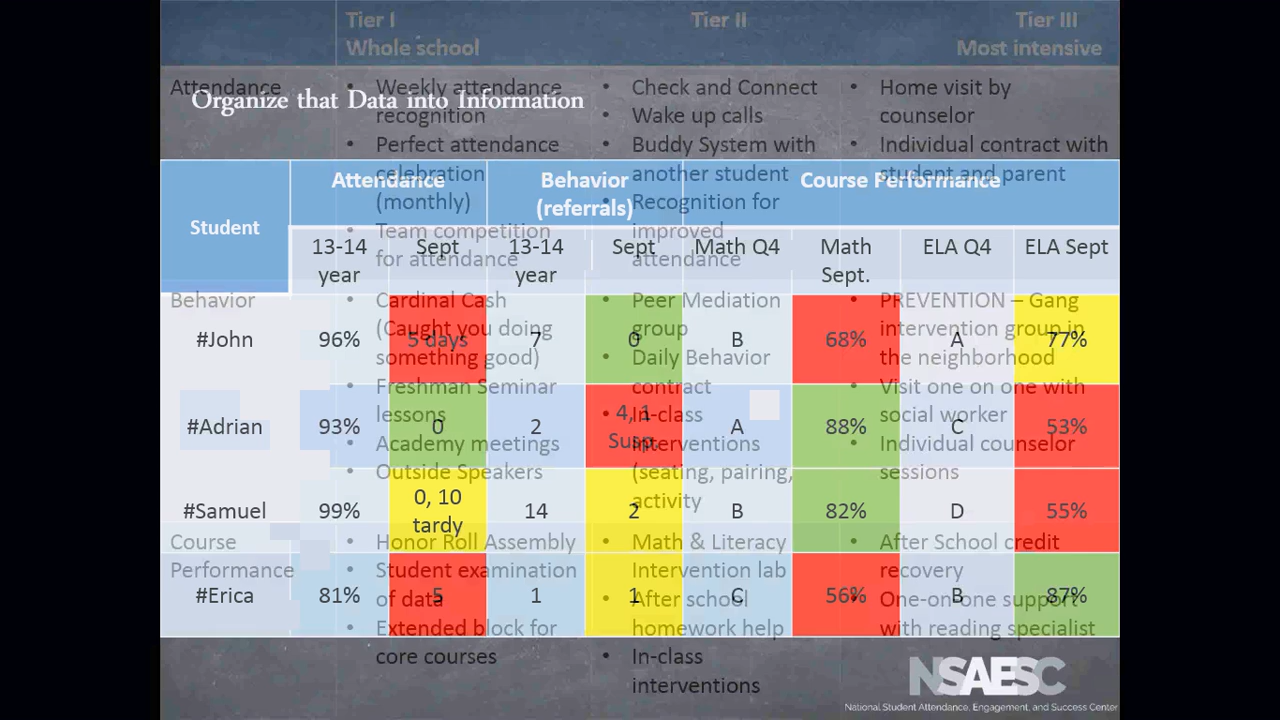 Tier I
Whole school
Tier II
Tier III
Most intensive
Attendance
• Weekly attendance
recognition
• Perfect attendance
celebration
(monthly)
• Team competition
for attendance
• Check and Connect
• Wake up calls
• Buddy System with
another student
• Recognition for
improved
attendance
• Home visit by
counselor
• Individual contract with
student and parent
Behavior
• Cardinal Cash
(Caught you doing
something good)
• Freshman Seminar
lessons
• Academy meetings
• Outside Speakers
• Peer Mediation
group
• Daily Behavior
contract
• In-class
interventions
(seating, pairing,
activity
• PREVENTION – Gang
intervention group in
the neighborhood
• Visit one on one with
social worker
• Individual counselor
sessions
Course
Performance
• Honor Roll Assembly
• Student examination
of data
• Extended block for
core courses
• Math & Literacy
Intervention lab
• After school
homework help
• In-class
interventions
• After School credit
recovery
• One-on-one support
with reading specialist
Organize that Data into Information
Student
Attendance
Behavior
(referrals)
Course Performance
13-14
year
Sept
13-14
year
Sept
Math Q4
Math
Sept.
ELA Q4
ELA Sept
#John 96% 5 days 7 0 B 68% A 77%
#Adrian 93% 0 2 4, 1
Susp. A 88% C 53%
#Samuel 99% 0, 10
tardy 14 2 B 82% D 55%
#Erica 81% 5 1 1 C 56% B 87%
NSAESC
National Student Attendance, Engagement, and Success Center